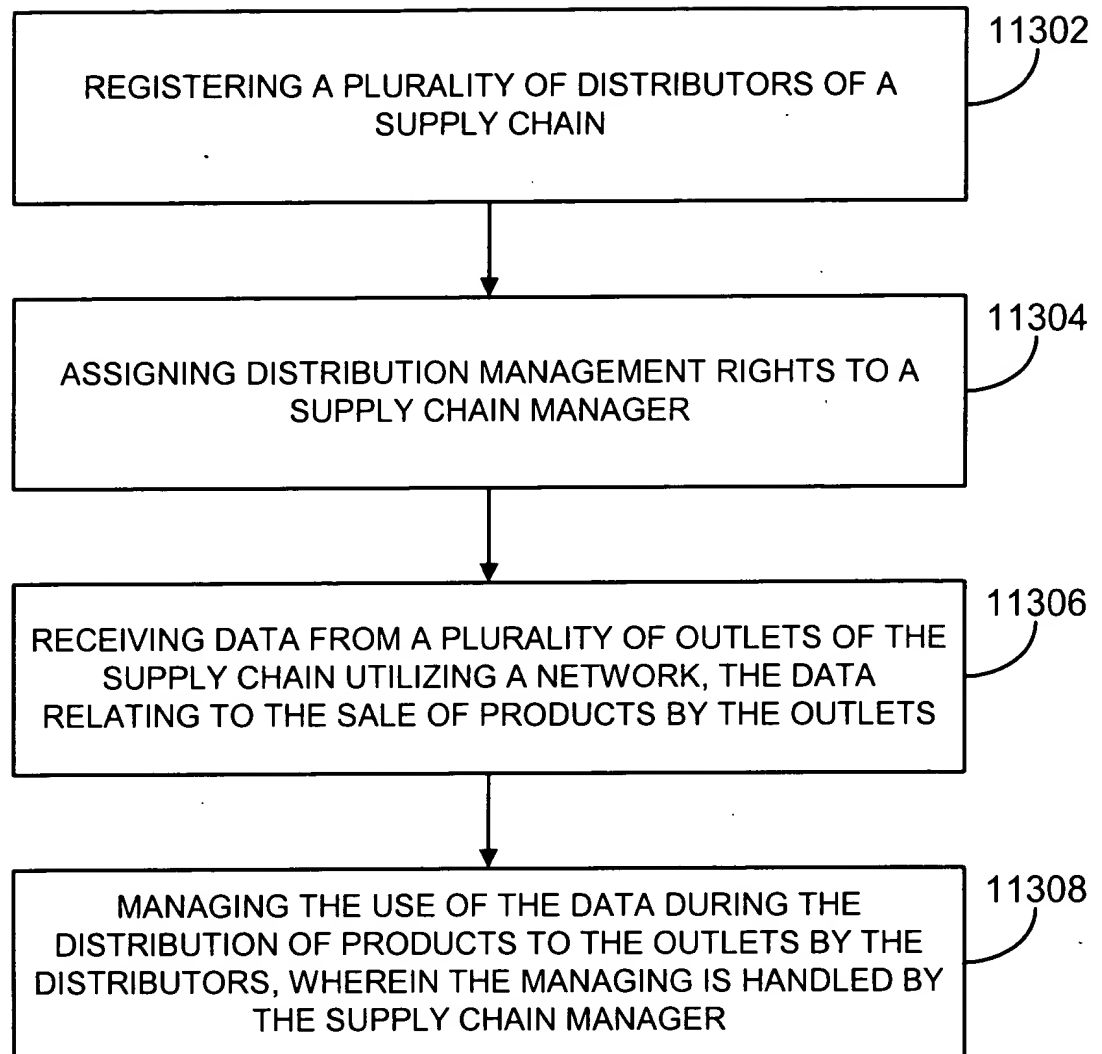 11302
REGISTERING A PLURALITY OF DISTRIBUTORS OF A
SUPPLY CHAIN
11304
ASSIGNING DISTRIBUTION MANAGEMENT RIGHTS TO A
SUPPLY CHAIN MANAGER
11306
RECEIVING DATA FROM A PLURALITY OF OUTLETS OF THE
SUPPLY CHAIN UTILIZING A NETWORK, THE DATA
RELATING TO THE SALE OF PRODUCTS BY THE OUTLETS
11308
MANAGING THE USE OF THE DATA DURING THE
DISTRIBUTION OF PRODUCTS TO THE OUTLETS BY THE
DISTRIBUTORS, WHEREIN THE MANAGING IS HANDLED BY
THE SUPPLY CHAIN MANAGER